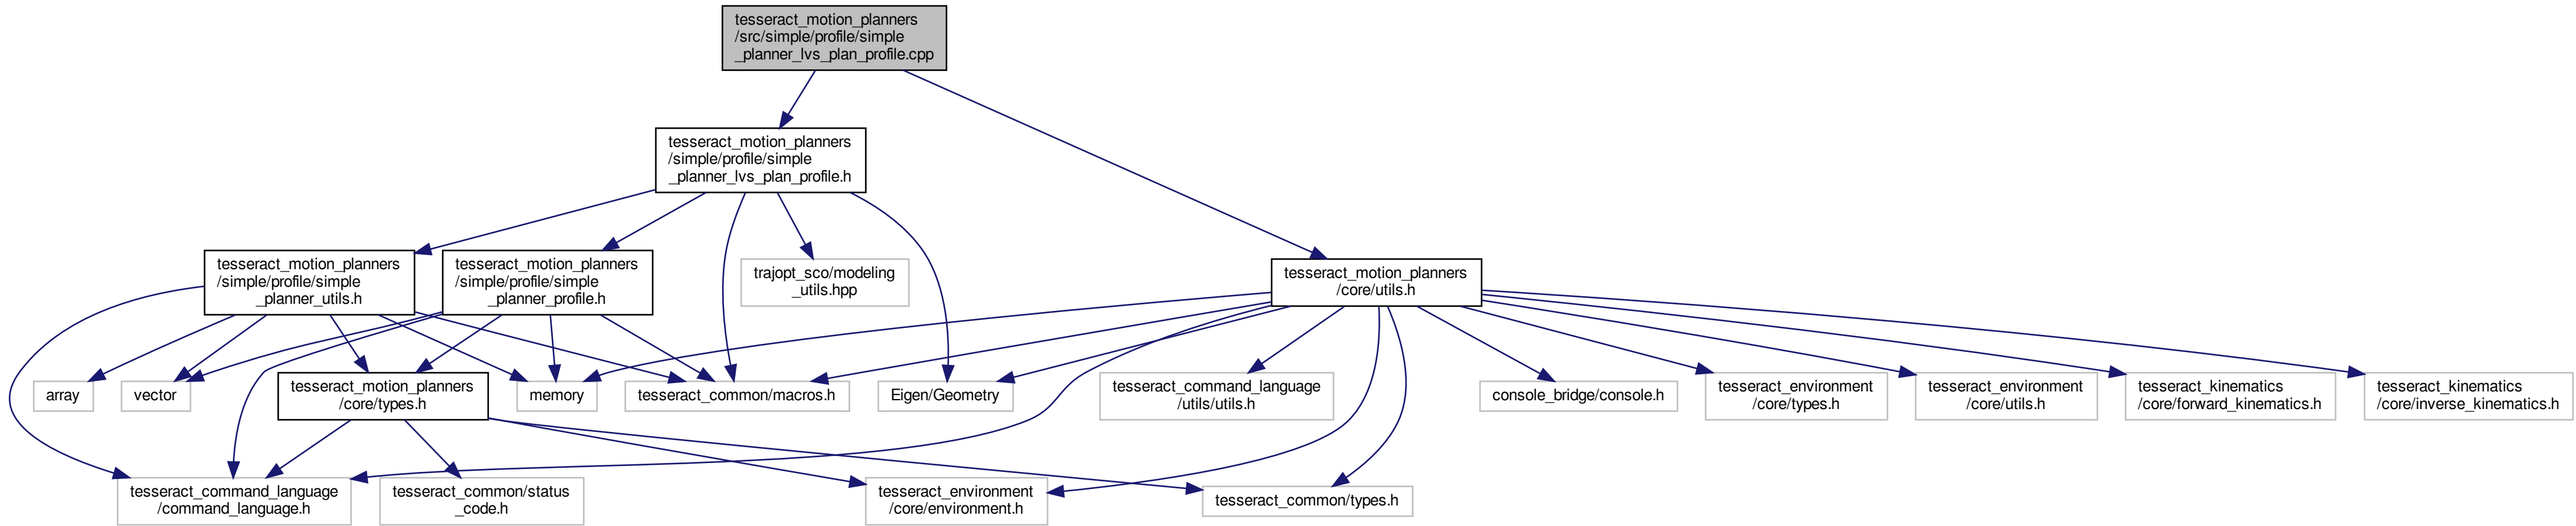 tesseract_motion_planners
/src/simple/profile/simple
_planner_lvs_plan_profile.cpp
tesseract_motion_planners
/simple/profile/simple
_planner_lvs_plan_profile.h
tesseract_motion_planners
/simple/profile/simple
_planner_utils.h
tesseract_motion_planners
/simple/profile/simple
_planner_profile.h
trajopt_sco/modeling
_utils.hpp
tesseract_motion_planners
/core/utils.h
array
vector
tesseract_motion_planners
/core/types.h
memory
tesseract_common/macros.h
Eigen/Geometry
tesseract_command_language
/utils/utils.h
console_bridge/console.h
tesseract_environment
/core/types.h
tesseract_environment
/core/utils.h
tesseract_kinematics
/core/forward_kinematics.h
tesseract_kinematics
/core/inverse_kinematics.h
tesseract_command_language
/command_language.h
tesseract_common/status
_code.h
tesseract_environment
/core/environment.h
tesseract_common/types.h